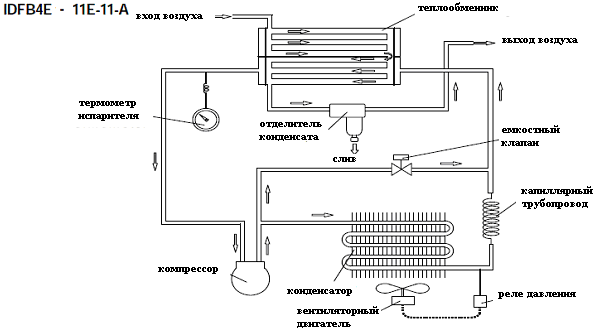 IDFB4E - 11E-11-A
вход воздуха
теплообменник
выход воздуха
термометр
испарителя
отделитель
конденсата
слив
емкостный
клапан
капиллярный
трубопровод
компрессор
конденсатор
вентиляторный
двигатель
реле давления